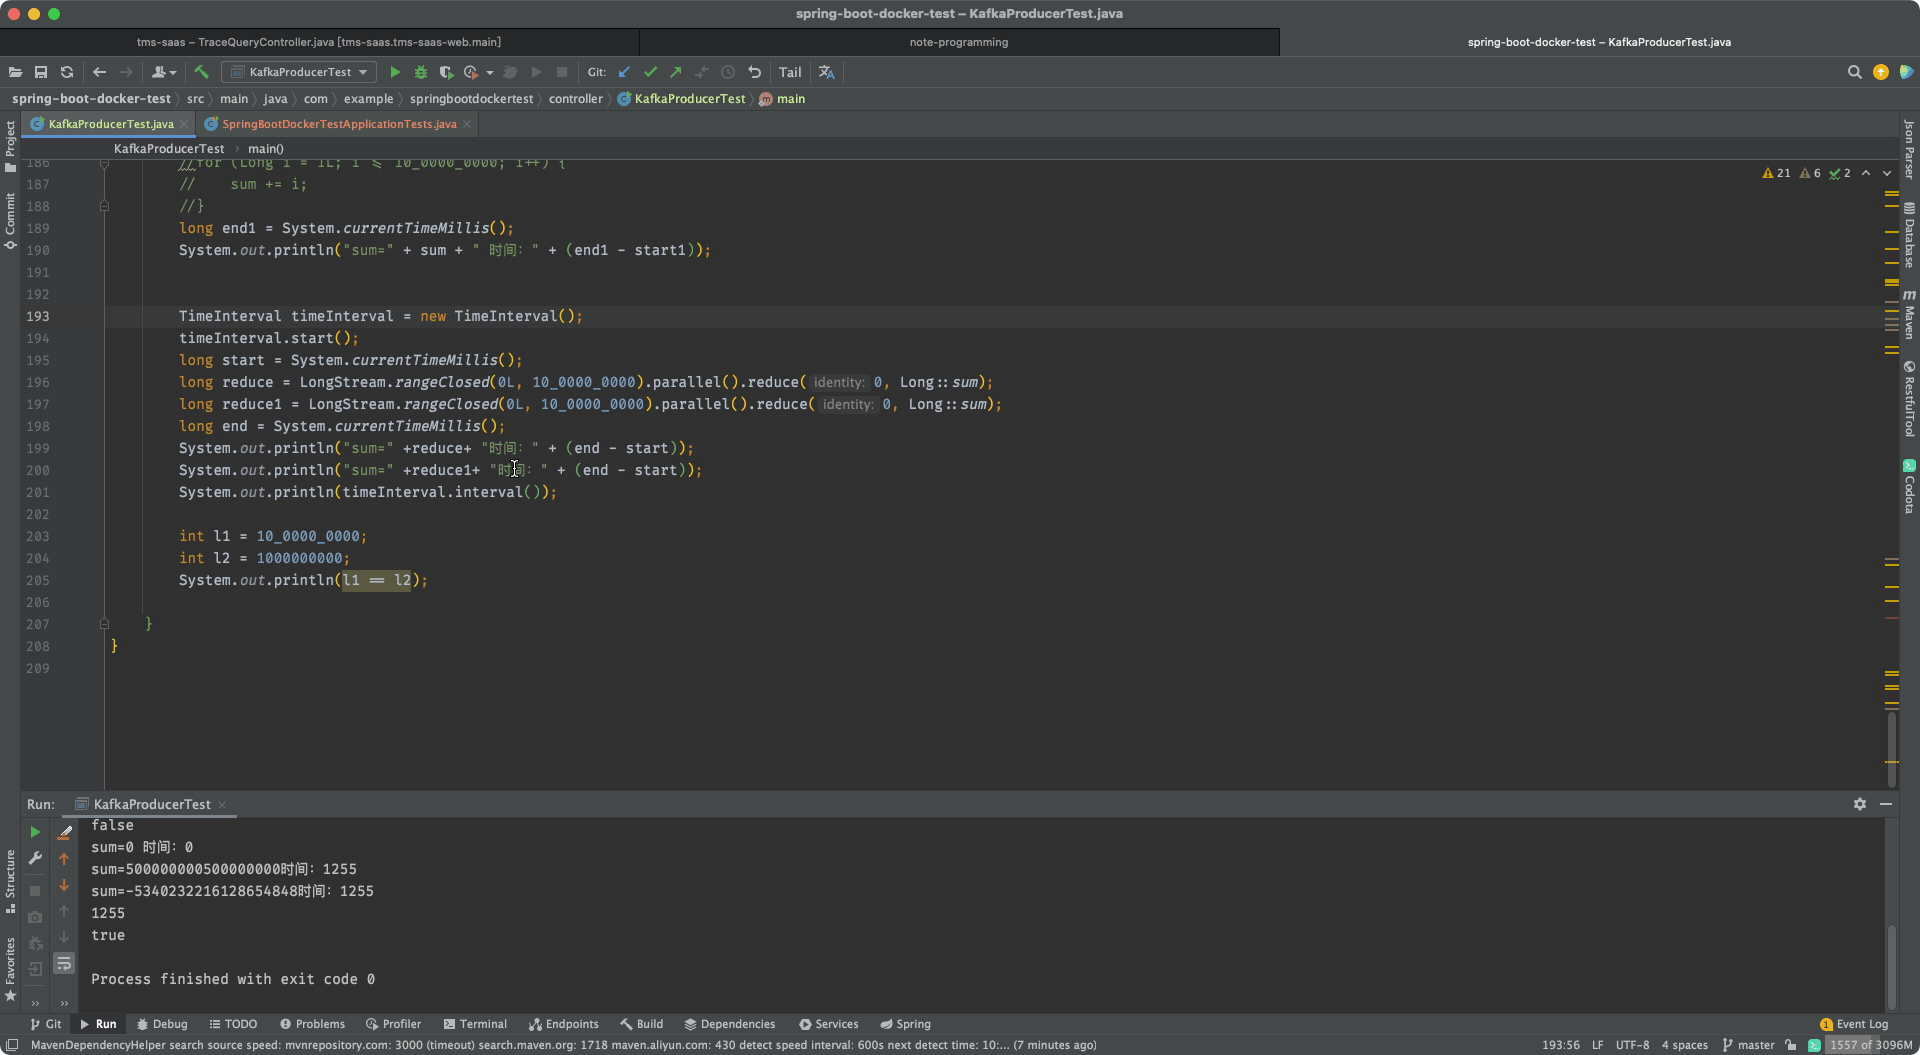 spring-boot-docker-test – KafkaProducerTest.java
tms-saas – TraceQueryController.java [tms-saas.tms-saas-web.main]
note-programming
spring-boot-docker-test – KafkaProducerTest.java
KafkaProducerTest
Git:
Tail
spring-boot-docker-test
src
main
java
com
example
springbootdockertest
controller
KafkaProducerTest
main
KafkaProducerTest.java
SpringBootDockerTestApplicationTests.java
KafkaProducerTest
main()
21
6
2
186 //for (Long i = 1L; i <= 10_0000_0000; i++) {
187 // sum += i;
188 //}
189 long end1 = System.currentTimeMillis();
190 System.out.println("sum=" + sum + " 时间: " + (end1 - start1));
191
192
193 TimeInterval timeInterval = new TimeInterval();
194 timeInterval.start();
195 long start = System.currentTimeMillis();
196 long reduce = LongStream.rangeClosed(0L, 10_0000_0000).parallel().reduce( identity: 0, Long::sum);
197 long reduce1 = LongStream.rangeClosed(0L, 10_0000_0000).parallel().reduce( identity: 0, Long::sum);
198 long end = System.currentTimeMillis();
199 System.out.println("sum=" +reduce+ "时间: " + (end - start));
200 System.out.println("sum=" +reduce1+ "时间: " + (end - start));
201 System.out.println(timeInterval.interval());
202
203 int l1 = 10_0000_0000;
204 int l2 = 1000000000;
205 System.out.println(l1 == l2);
206
207 }
208 }
209
Project
Commit
Structure
Favorites
Json Parser
Database
Maven
RestfulTool
Codota
Run:
KafkaProducerTest
false
sum=0 时间: 0
sum=500000000500000000时间: 1255
sum=-5340232216128654848时间: 1255
1255
true
Process finished with exit code 0
Git
Run
Debug
TODO
Problems
Profiler
Terminal
Endpoints
Build
Dependencies
Services
Spring
1 Event Log
MavenDependencyHelper search source speed: mvnrepository.com: 3000 (timeout) search.maven.org: 1718 maven.aliyun.com: 430 detect speed interval: 600s next detect time: 10:... (7 minutes ago)
193:56
LF
UTF-8
4 spaces
master
1557 of 3096M